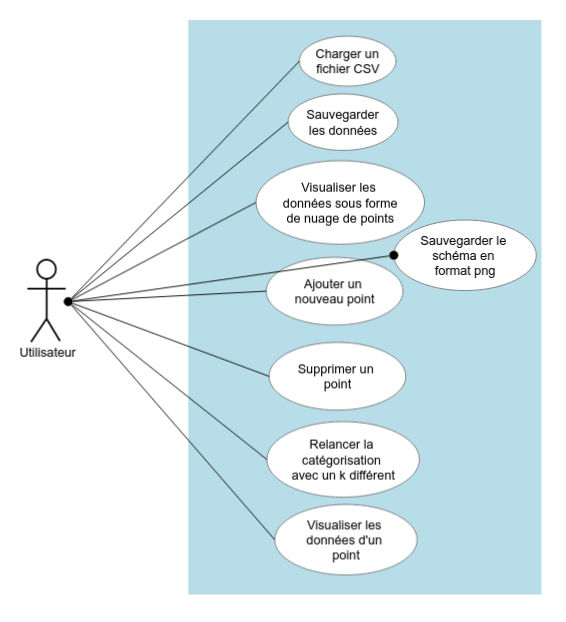 Charger un
fichier CSV
Sauvegarder
les données
Visualiser les
données sous forme
de nuage de points
Sauvegarder le
schéma en
format png
Ajouter un
nouveau point
Utilisateur
Supprimer un
point
Relancer la
catégorisation
avec un k différent
Visualiser les
données d'un
point